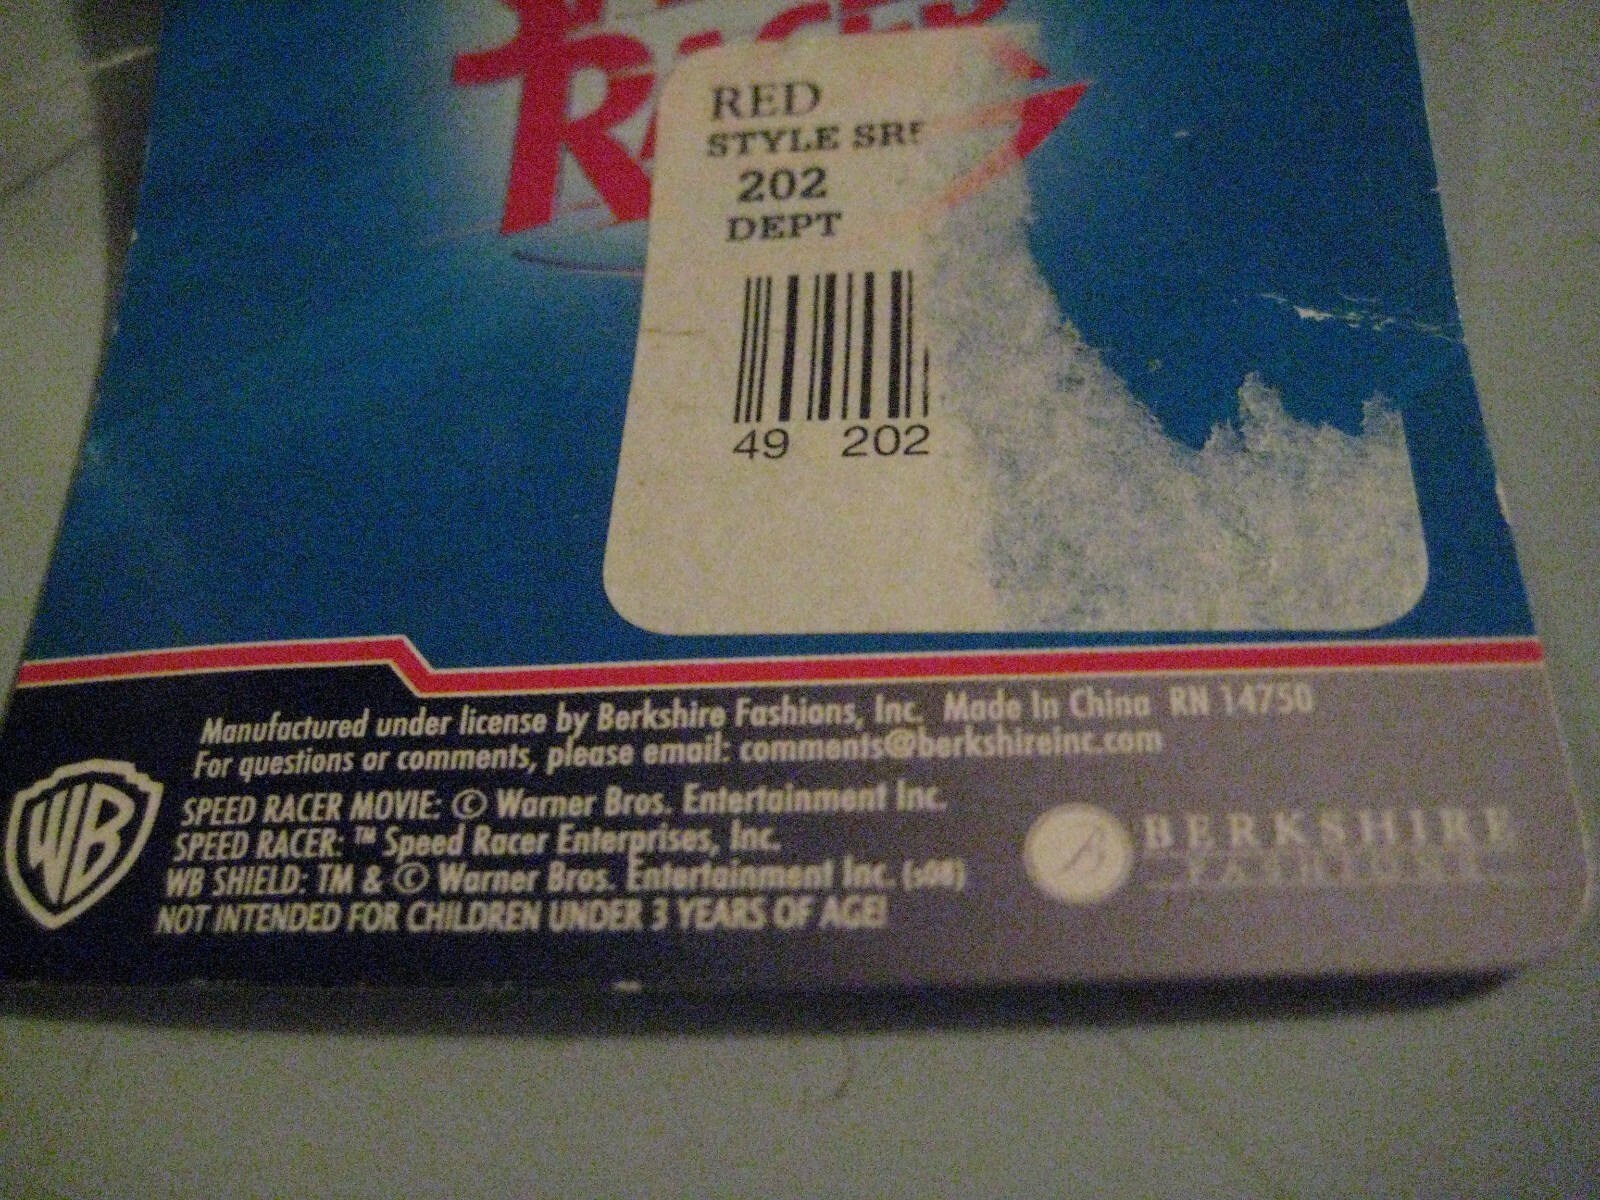 RACER
RED
STYLE
202
DEPT
49 202
Manufactured under license by Berkshire Fashions, Inc. Made In China RN 14750
For questions or comments, please email: comments@berkshireinc.com
SPEED RACER MOVIE: © Warner Bros. Entertainment Inc.
SPEED RACER: ™ Speed Racer Enterprises, Inc.
WB SHIELD: TM & © Warner Bros. Entertainment Inc. (s08)
NOT INTENDED FOR CHILDREN UNDER 3 YEARS OF AGE!
WB
B BERKSHIRE
FASHIONS